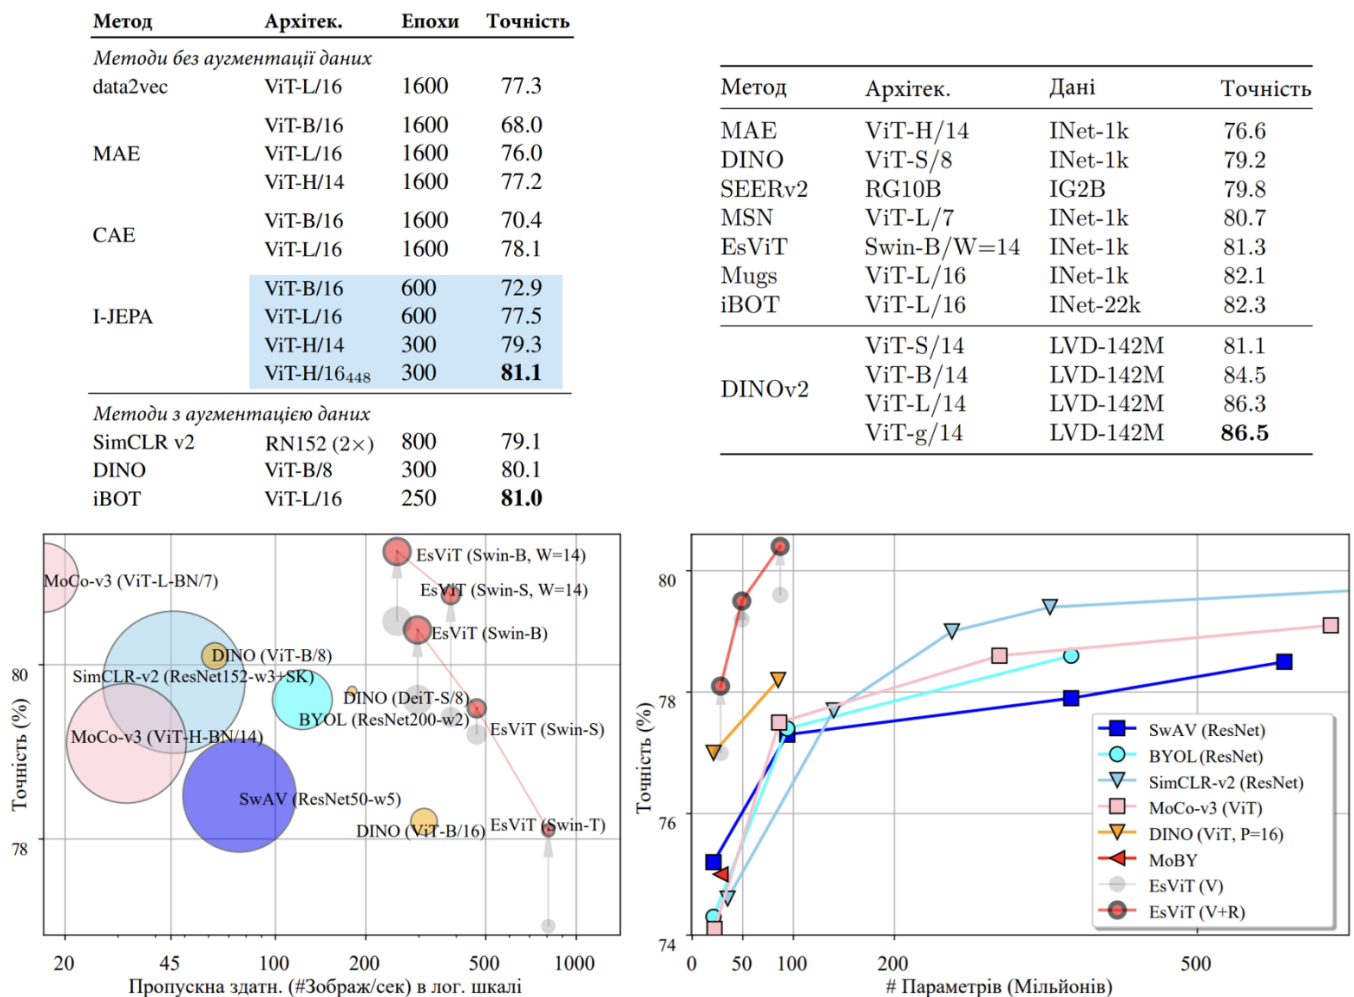 Метод Архітек. Епохи Точність
Методи без аугментації даних
data2vec ViT-L/16 1600 77.3
ViT-B/16 1600 68.0
MAE ViT-L/16 1600 76.0
ViT-H/14 1600 77.2
CAE ViT-B/16 1600 70.4
ViT-L/16 1600 78.1
ViT-B/16 600 72.9
I-JEPA ViT-L/16 600 77.5
ViT-H/14 300 79.3
ViT-H/16448 300 81.1
Методи з аугментацією даних
SimCLR v2 RN152 (2×) 800 79.1
DINO ViT-B/8 300 80.1
iBOT ViT-L/16 250 81.0
Метод Архітек. Дані Точність
MAE ViT-H/14 INet-1k 76.6
DINO ViT-S/8 INet-1k 79.2
SEERv2 RG10B IG2B 79.8
MSN ViT-L/7 INet-1k 80.7
EsViT Swin-B/W=14 INet-1k 81.3
Mugs ViT-L/16 INet-1k 82.1
iBOT ViT-L/16 INet-22k 82.3
ViT-S/14 LVD-142M 81.1
DINOv2 ViT-B/14 LVD-142M 84.5
ViT-L/14 LVD-142M 86.3
ViT-g/14 LVD-142M 86.5
EsViT (Swin-B, W=14)
MoCo-v3 (ViT-L-BN/7)
EsViT (Swin-S, W=14)
EsViT (Swin-B)
DINO (ViT-B/8)
SimCLR-v2 (ResNet152-w3+SK)
DINO (DeiT-S/8)
BYOL (ResNet200-w2)
EsViT (Swin-S)
MoCo-v3 (ViT-H-BN/14)
SwAV (ResNet50-w5)
EsViT (Swin-T)
DINO (ViT-B/16)
80
78
Точність (%)
20 45 100 200 500 1000
Пропускна здатн. (#Зображ/сек) в лог. шкалі
80
78
76
74
Точність (%)
SwAV (ResNet)
BYOL (ResNet)
SimCLR-v2 (ResNet)
MoCo-v3 (ViT)
DINO (ViT, P=16)
MoBY
EsViT (V)
EsViT (V+R)
0 28 50 100 200 500
# Параметрів (Мільйонів)